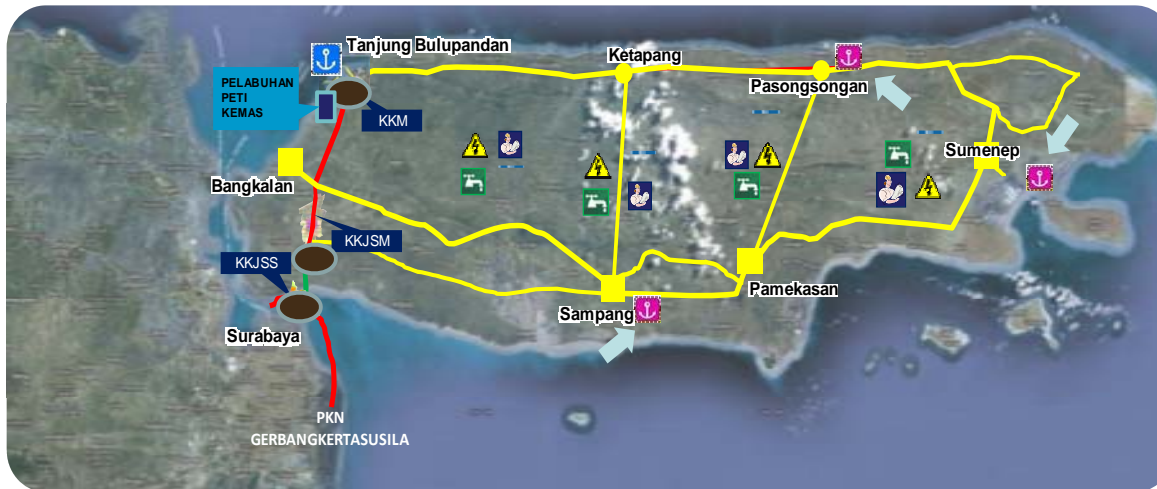 Tanjung Bulupandan
Ketapang
Pasongsongan
PELABUHAN
PETI
KEMAS
KKM
Sumenep
Bangkalan
KKJSM
KKJSS
Pamekasan
Sampang
Surabaya
PKN
GERBANGKERTASUSILA